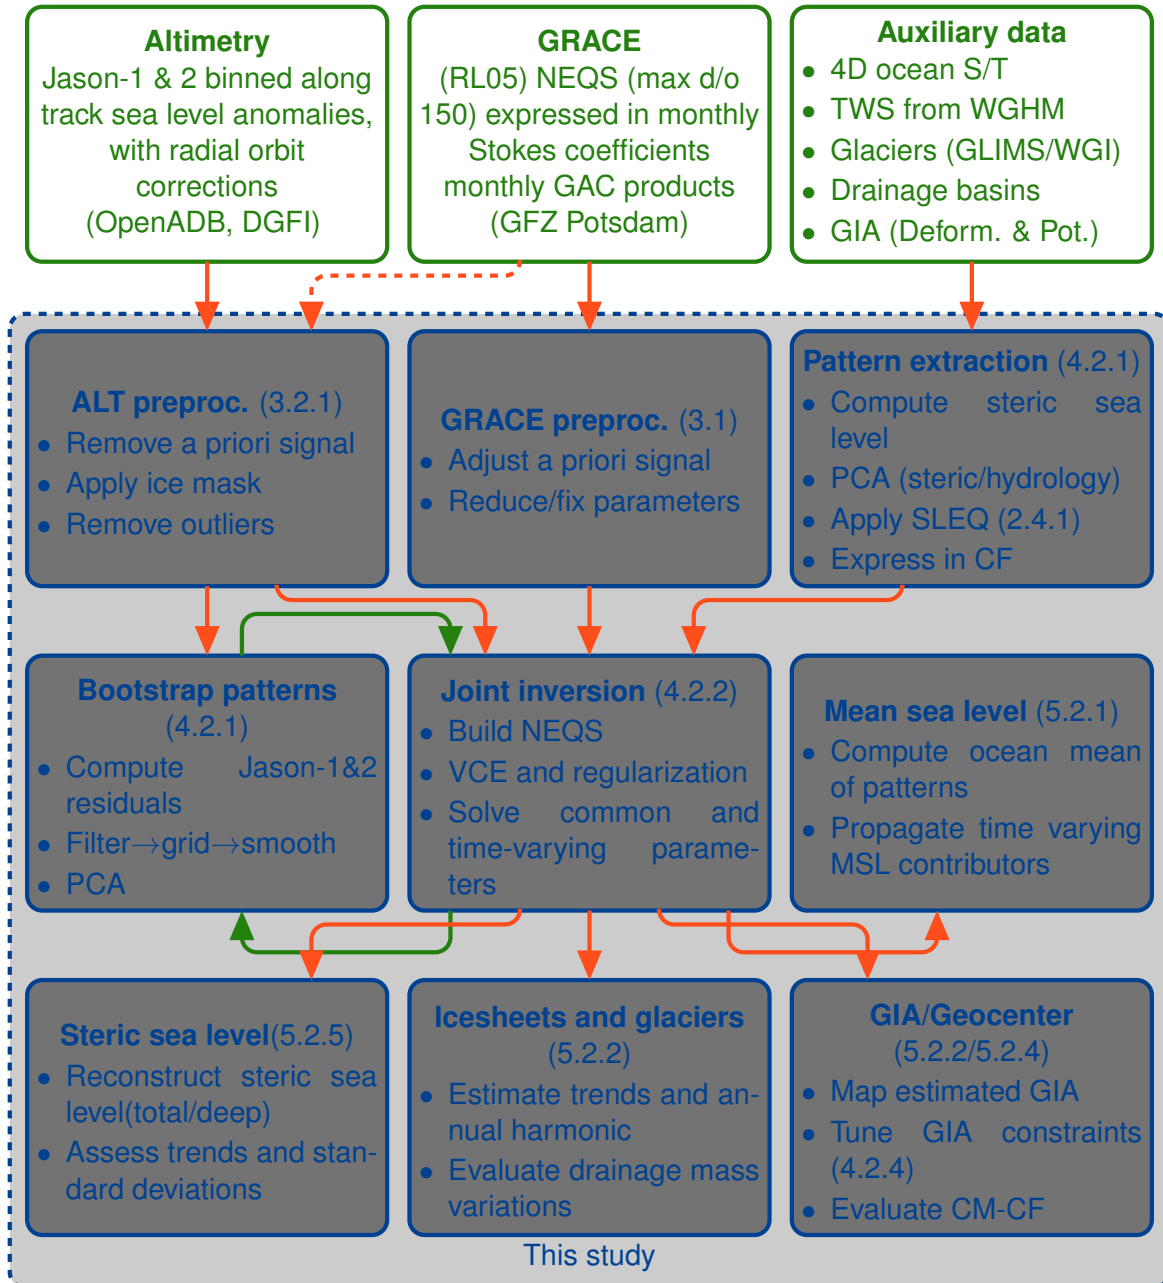 Altimetry
Jason-1 & 2 binned along
track sea level anomalies,
with radial orbit
corrections
(OpenADB, DGFI)
GRACE
(RL05) NEQS (max d/o
150) expressed in monthly
Stokes coefficients
monthly GAC products
(GFZ Potsdam)
Auxiliary data
• 4D ocean S/T
• TWS from WGHM
• Glaciers (GLIMS/WGI)
• Drainage basins
• GIA (Deform. & Pot.)
ALT preproc. (3.2.1)
• Remove a priori signal
• Apply ice mask
• Remove outliers
GRACE preproc. (3.1)
• Adjust a priori signal
• Reduce/fix parameters
Pattern extraction (4.2.1)
• Compute steric sea
level
• PCA (steric/hydrology)
• Apply SLEQ (2.4.1)
• Express in CF
Bootstrap patterns
(4.2.1)
• Compute Jason-1&2
residuals
• Filter→grid→smooth
• PCA
Joint inversion (4.2.2)
• Build NEQS
• VCE and regularization
• Solve common and
time-varying parame-
ters
Mean sea level (5.2.1)
• Compute ocean mean
of patterns
• Propagate time varying
MSL contributors
Steric sea level(5.2.5)
• Reconstruct steric sea
level(total/deep)
• Assess trends and stan-
dard deviations
Icesheets and glaciers
(5.2.2)
• Estimate trends and an-
nual harmonic
• Evaluate drainage mass
variations
GIA/Geocenter
(5.2.2/5.2.4)
• Map estimated GIA
• Tune GIA constraints
(4.2.4)
• Evaluate CM-CF
This study